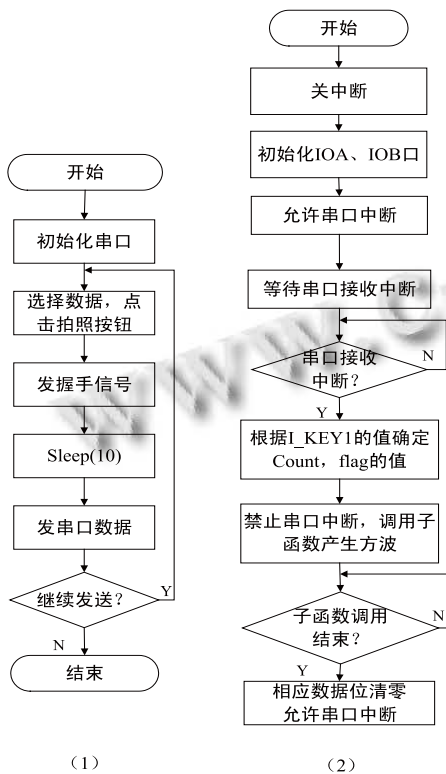 开始
初始化串口
选择数据，点
击拍照按钮
发握手信号
Sleep(10)
发串口数据
继续发送？
Y
N
结束
（1）
开始
关中断
初始化IOA、IOB口
允许串口中断
等待串口接收中断
串口接收
中断？
N
Y
根据I_KEY1的值确定
Count，flag的值
禁止串口中断，调用子
函数产生方波
子函数调用
结束？
N
Y
相应数据位清零
允许串口中断
（2）